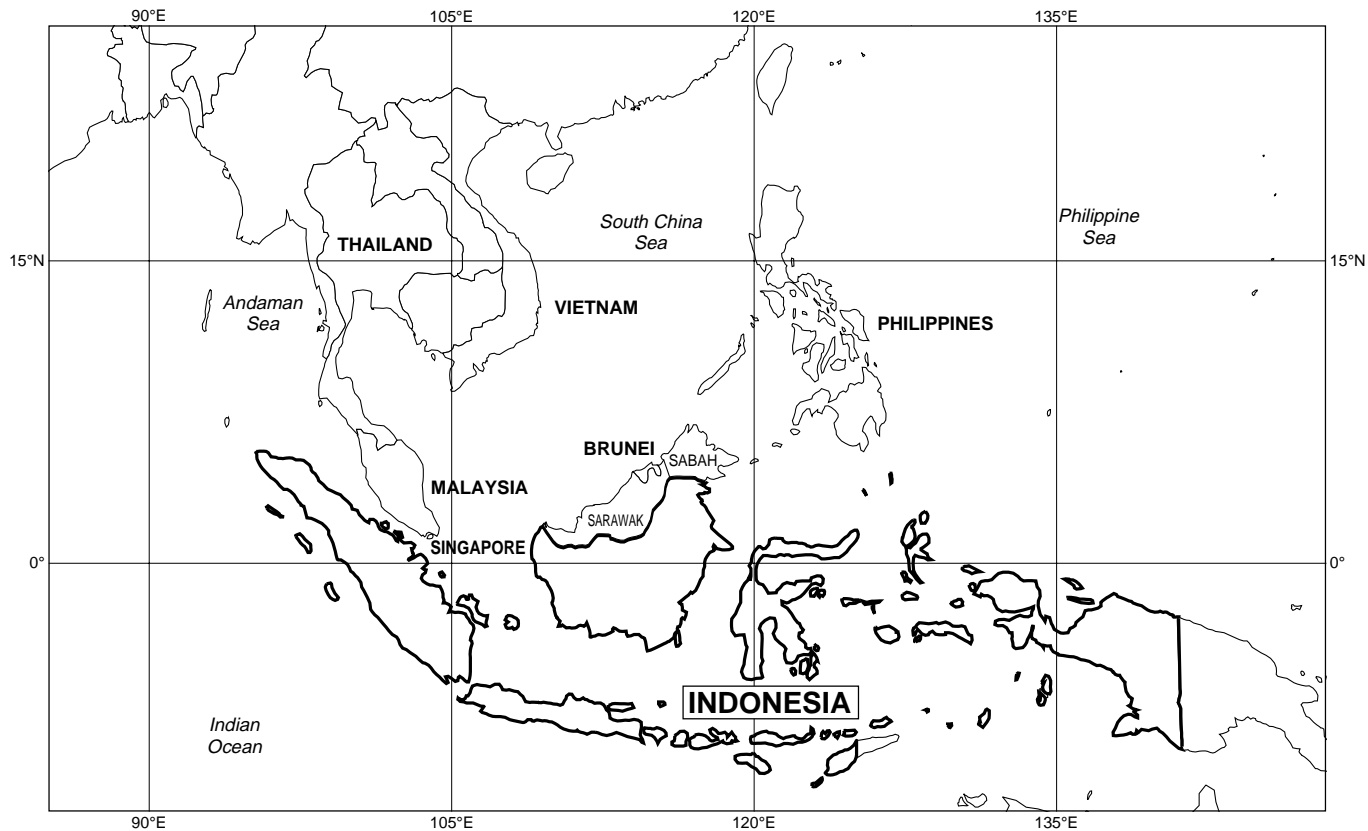 90°E
105°E
120°E
135°E
South China
Sea
Philippine
Sea
THAILAND
15°N
15°N
Andaman
Sea
VIETNAM
PHILIPPINES
BRUNEI
SABAH
MALAYSIA
SARAWAK
SINGAPORE
0°
0°
INDONESIA
Indian
Ocean
90°E
105°E
120°E
135°E